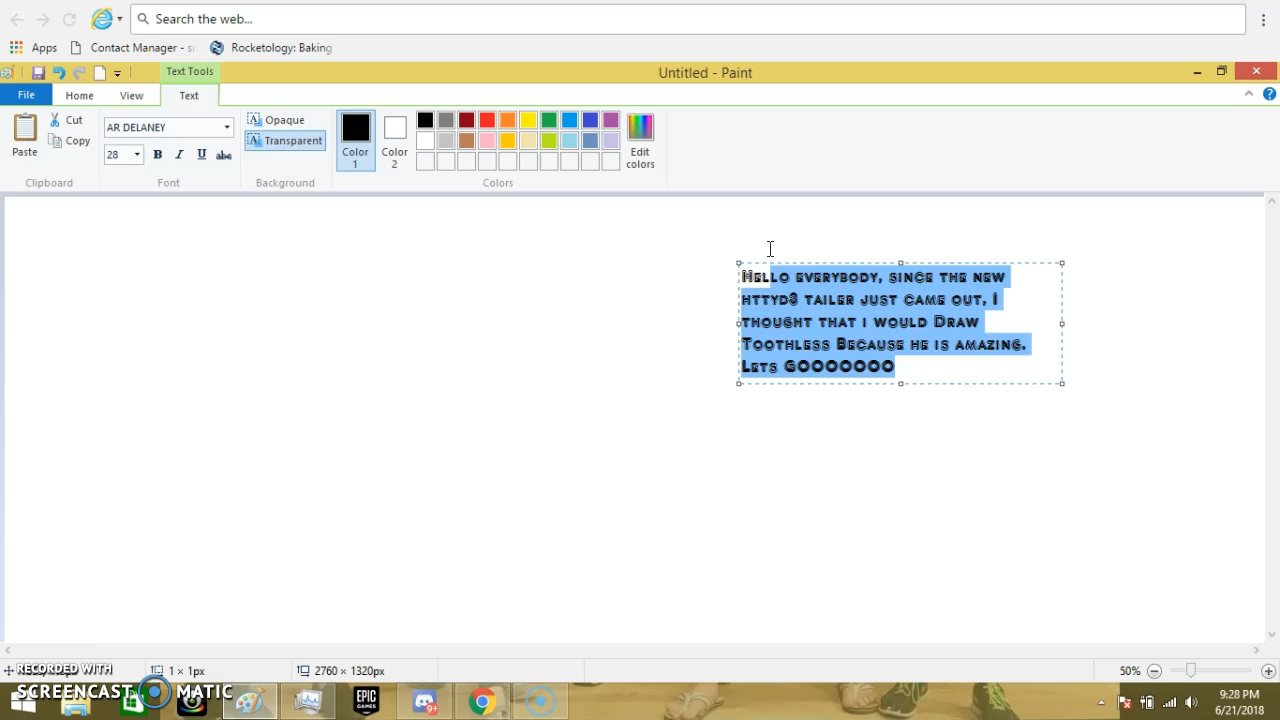 Search the web...
Apps Contact Manager - si Rocketology: Baking
Text Tools
Untitled - Paint
File Home View Text
Paste
Cut
Copy
Clipboard
AR DELANEY
28 B I U abc
Font
Opaque
Transparent
Background
Color 1
Color 2
Edit colors
Colors
Hello everybody, since the new
httyd3 tailer just came out, I
thought that i would Draw
Toothless Because he is amazing.
Lets GOOOOOOO
1 × 1px
2760 × 1320px
50%
RECORDED WITH
SCREENCAST MATIC
EPIC GAMES
9:28 PM
6/21/2018